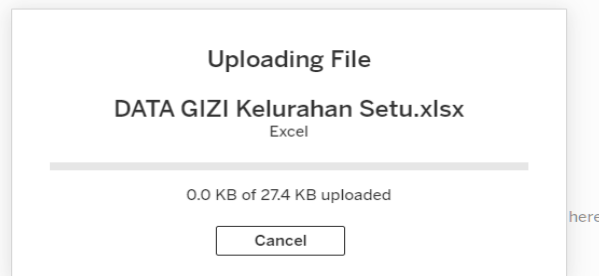 Uploading File
DATA GIZI Kelurahan Setu.xlsx
Excel
0.0 KB of 27.4 KB uploaded
here
Cancel